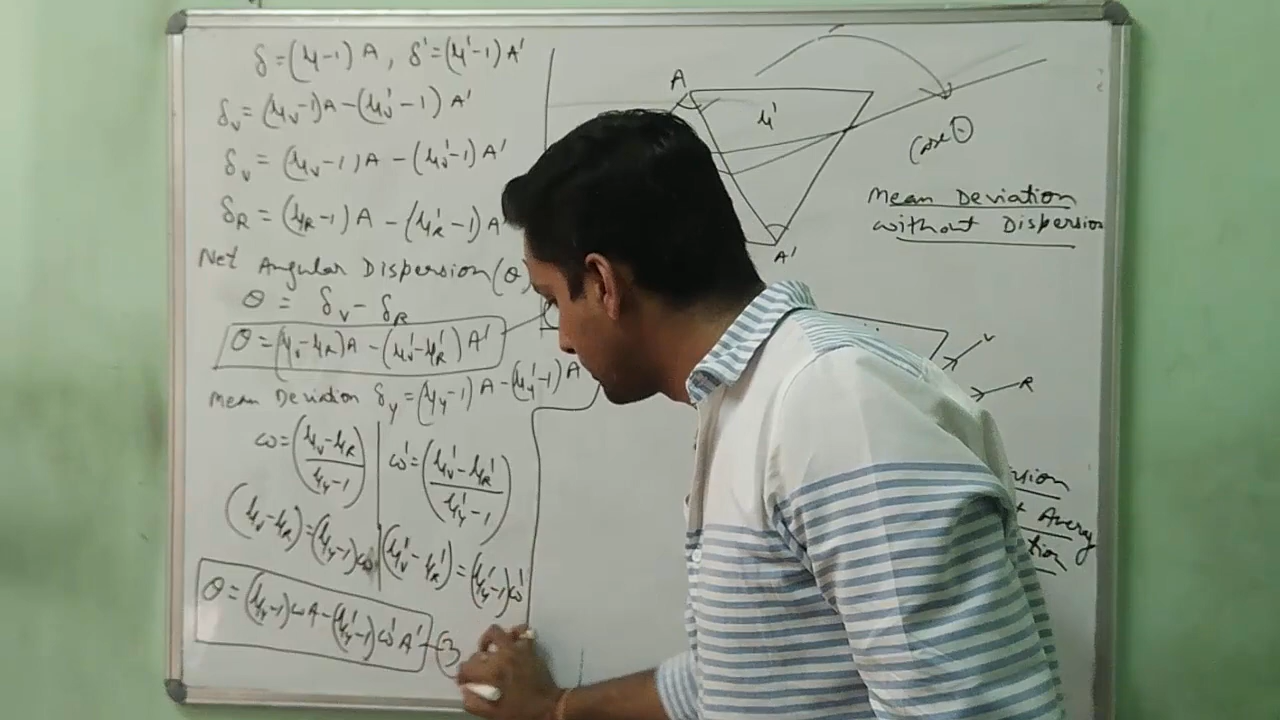 δ = (μ-1) A , δ' = (μ'-1) A'
δv = (μv-1)A - (μv'-1) A'
δv = (μv-1)A - (μv'-1) A'
δR = (μR-1) A - (μR'-1) A'
Net Angular Dispersion (θ
θ = δv - δR
θ = (μv-μR)A - (μv'-μR') A'
Mean Deviation δy = (μy-1) A - (μy'-1) A
ω = (μv-μR / μy-1)
ω' = (μv'-μR' / μy'-1)
(μv-μR) = (μy-1)ω
(μv'-μR') = (μy'-1)ω'
θ = (μy-1)ωA - (μy'-1)ω'A' - (3
A
μ'
A'
Case ①
Mean Deviation
without Dispersion
V
R
Averag